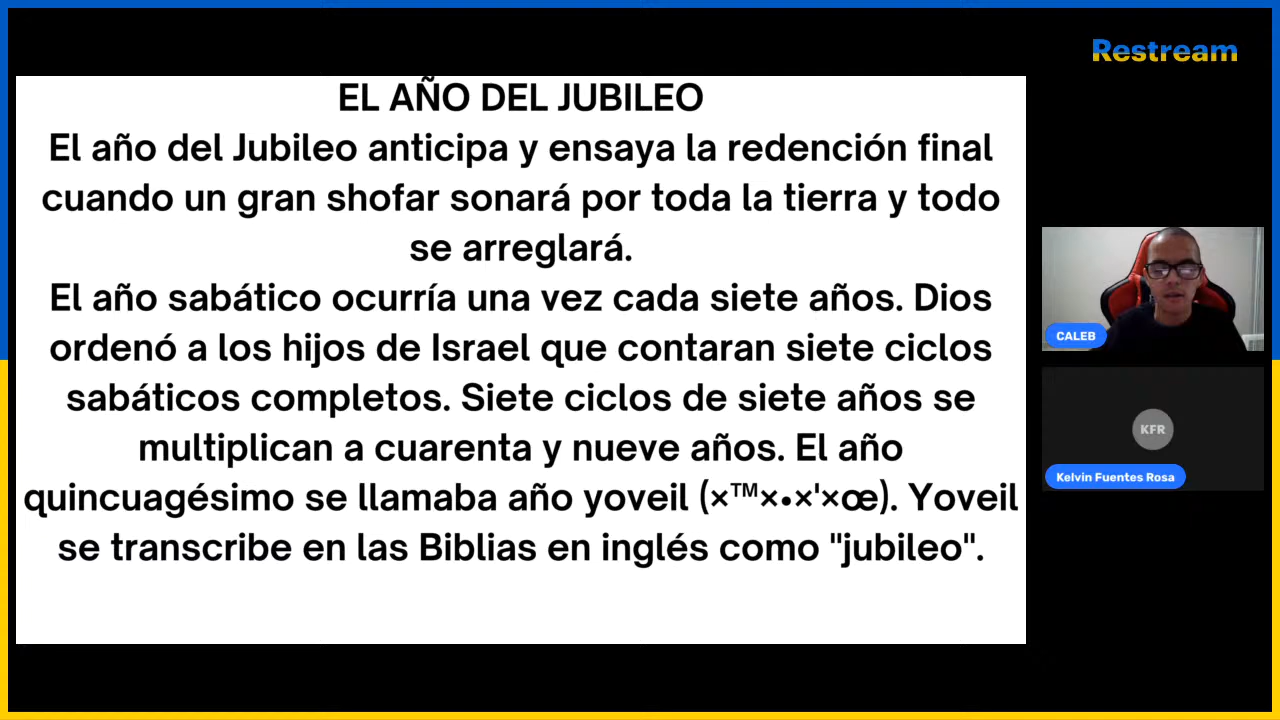 Restream
EL AÑO DEL JUBILEO
El año del Jubileo anticipa y ensaya la redención final
cuando un gran shofar sonará por toda la tierra y todo
se arreglará.
El año sabático ocurría una vez cada siete años. Dios
ordenó a los hijos de Israel que contaran siete ciclos
sabáticos completos. Siete ciclos de siete años se
multiplican a cuarenta y nueve años. El año
quincuagésimo se llamaba año yoveil (×™×•×'×œ). Yoveil
se transcribe en las Biblias en inglés como "jubileo".
CALEB
KFR
Kelvin Fuentes Rosa